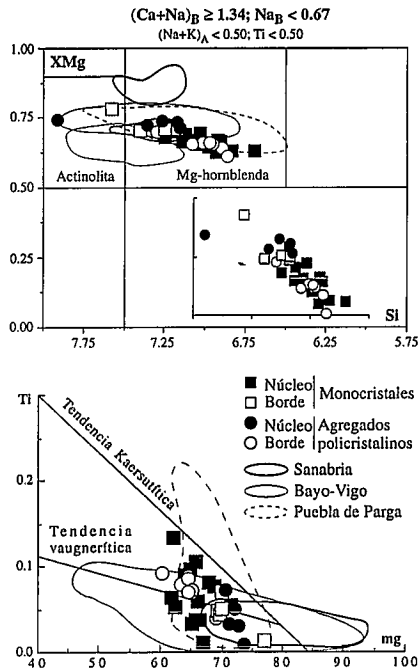 (Ca+Na)B ≥ 1.34; NaB < 0.67
(Na+K)A < 0.50; Ti < 0.50
1.00
XMg
0.75
0.50
Actinolita
Mg-hornblenda
0.25
Si
0.00
7.75
7.25
6.75
6.25
5.75
Ti
Tendencia Kaersutítica
0.2
Tendencia
vaugnerítica
0.1
0.0
mg
40
50
60
70
80
90
100
Núcleo
Borde
Monocristales
Núcleo
Borde
Agregados
policristalinos
Sanabria
Bayo-Vigo
Puebla de Parga